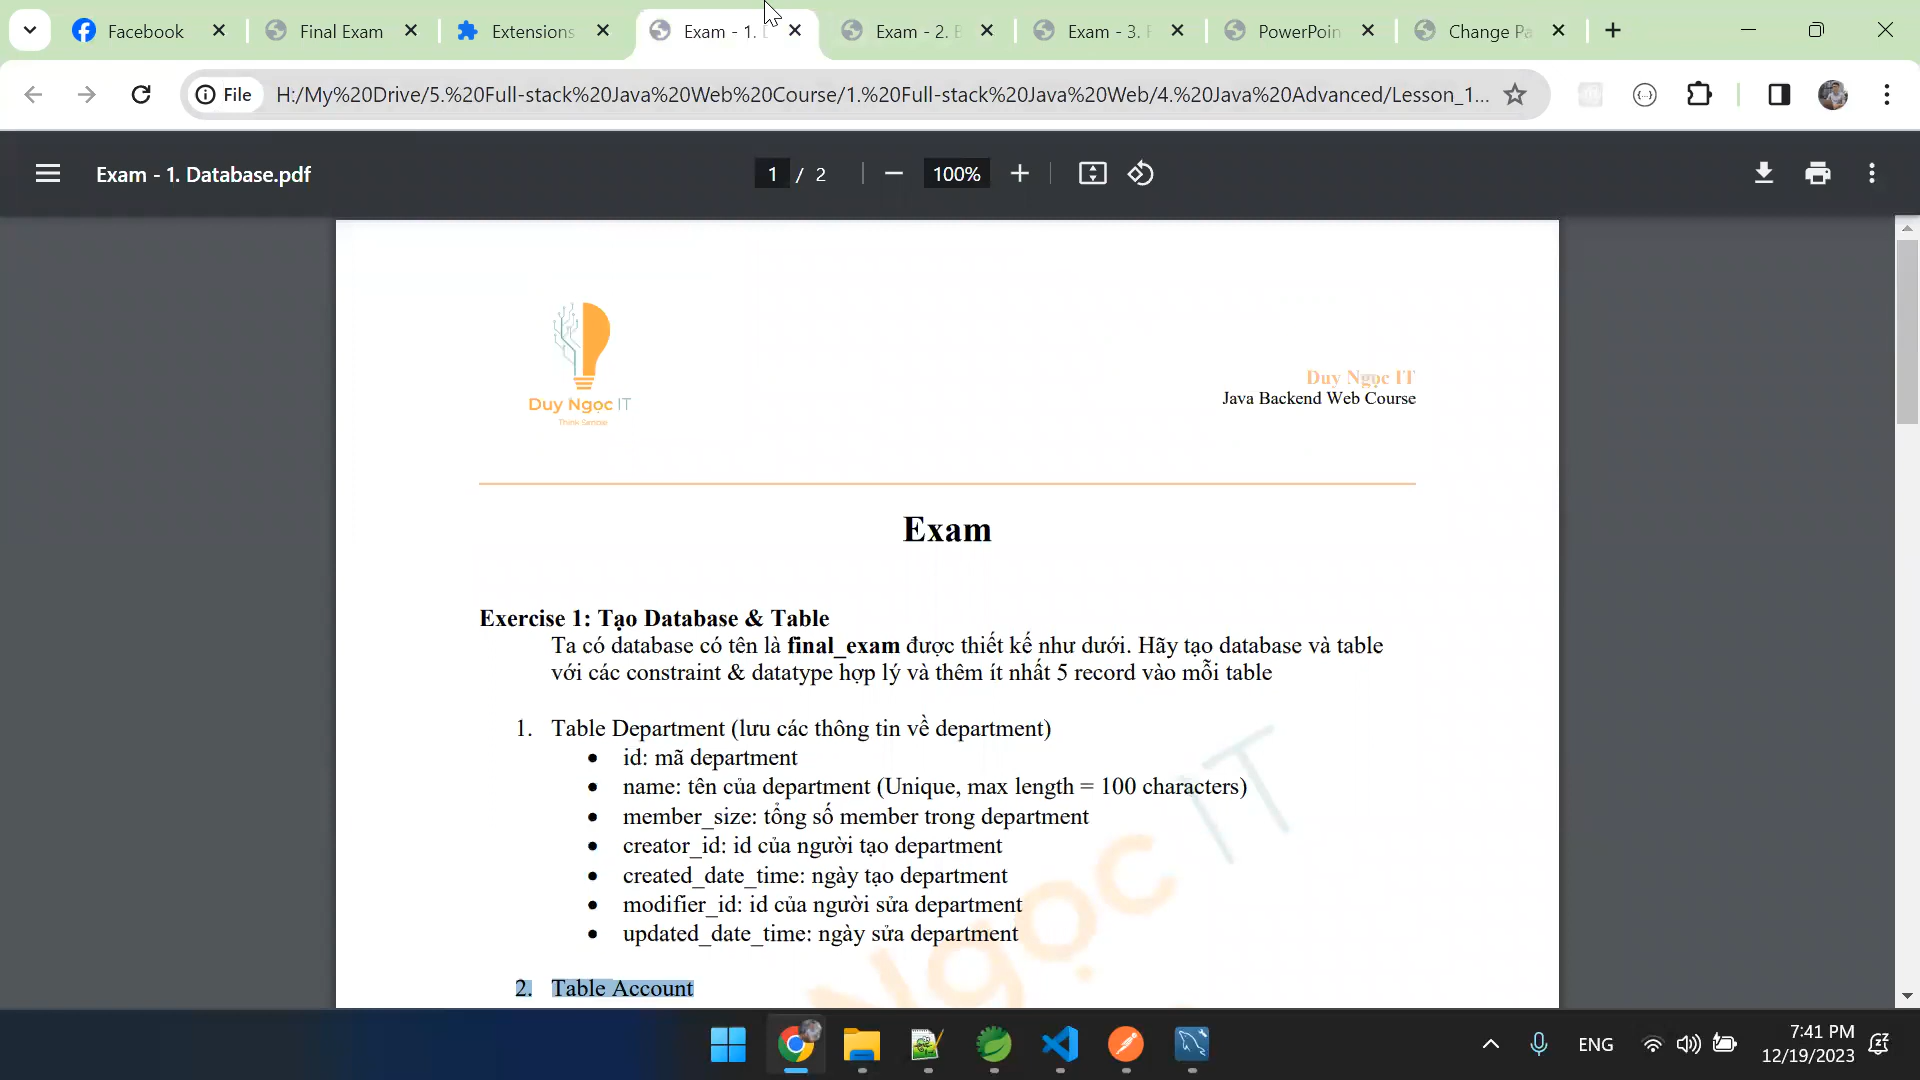 Facebook
Final Exam
Extensions
Exam - 1.
Exam - 2.
Exam - 3.
PowerPoin
Change Pa
File
H:/My%20Drive/5.%20Full-stack%20Java%20Web%20Course/1.%20Full-stack%20Java%20Web/4.%20Java%20Advanced/Lesson_1...
Exam - 1. Database.pdf
1 / 2
100%
Duy Ngọc IT
Think Sample
Duy Ngọc IT
Java Backend Web Course
Exam
Exercise 1: Tạo Database & Table
Ta có database có tên là final_exam được thiết kế như dưới. Hãy tạo database và table
với các constraint & datatype hợp lý và thêm ít nhất 5 record vào mỗi table
1. Table Department (lưu các thông tin về department)
• id: mã department
• name: tên của department (Unique, max length = 100 characters)
• member_size: tổng số member trong department
• creator_id: id của người tạo department
• created_date_time: ngày tạo department
• modifier_id: id của người sửa department
• updated_date_time: ngày sửa department
2. Table Account
Ngọc IT
ENG
7:41 PM
12/19/2023